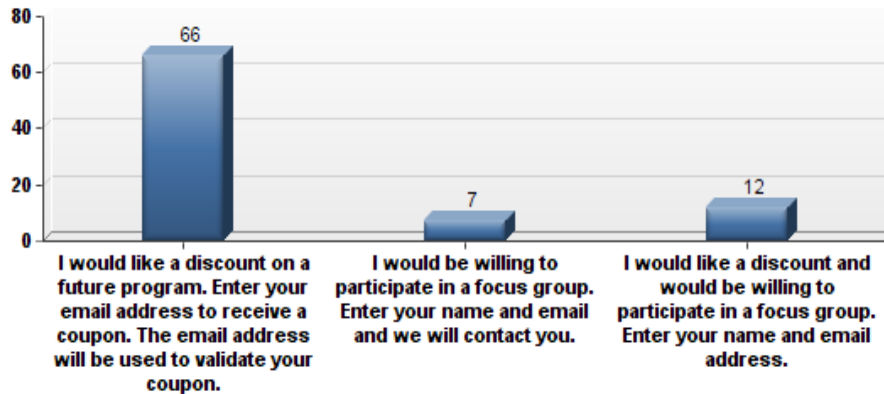 80
66
60
40
20
7
12
0
I would like a discount on a
future program. Enter your
email address to receive a
coupon. The email address
will be used to validate your
coupon.
I would be willing to
participate in a focus group.
Enter your name and email
and we will contact you.
I would like a discount and
would be willing to
participate in a focus group.
Enter your name and email
address.